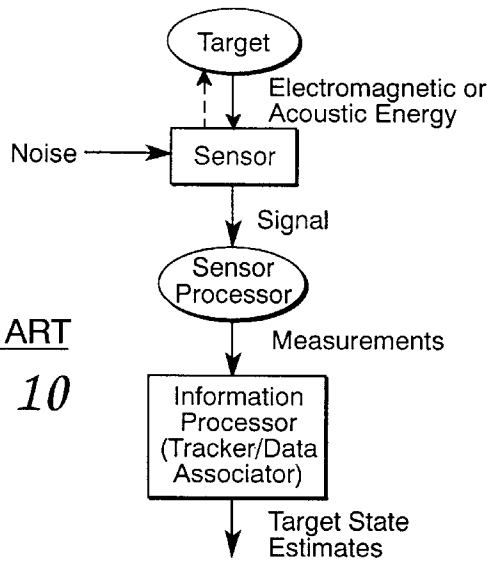 Target
Electromagnetic or
Acoustic Energy
Noise
Sensor
Signal
Sensor
Processor
Measurements
ART
10
Information
Processor
(Tracker/Data
Associator)
Target State
Estimates